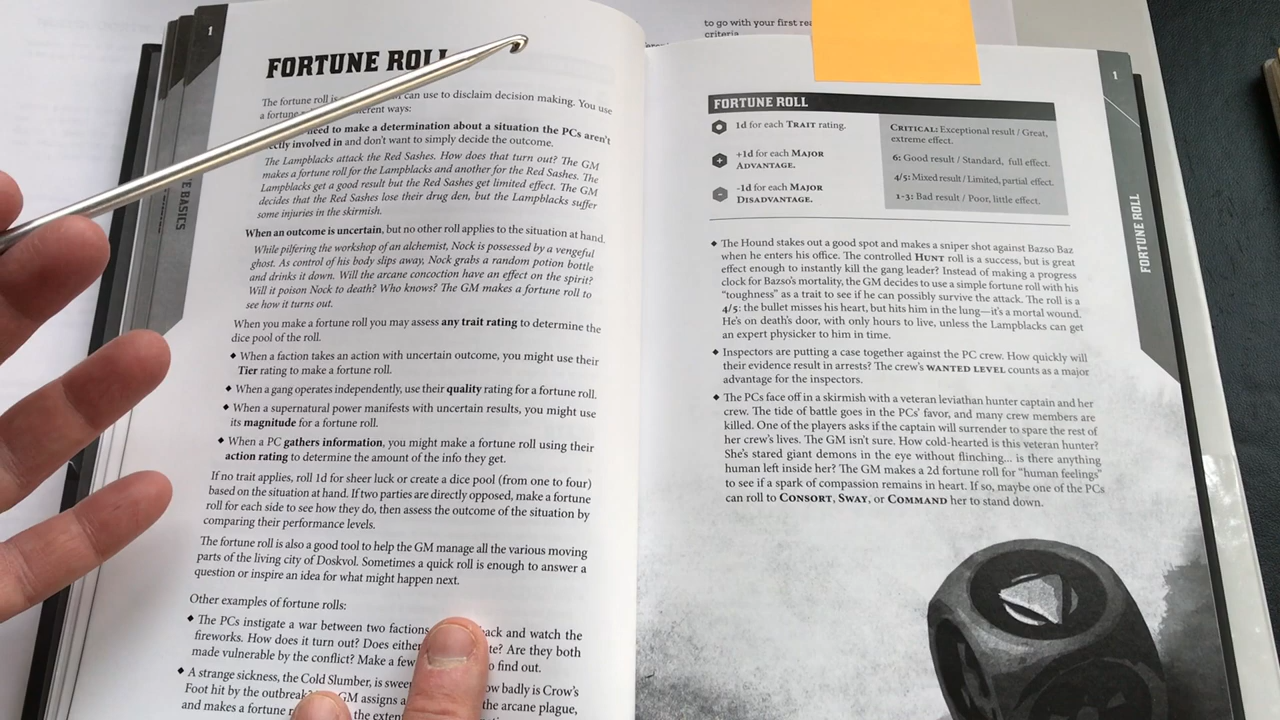 1
FORTUNE ROLL
The fortune roll is can use to disclaim decision making. You use
a fortune ways:
need to make a determination about a situation the PCs aren't
directly involved in and don't want to simply decide the outcome.
The Lampblacks attack the Red Sashes. How does that turn out? The GM
makes a fortune roll for the Lampblacks and another for the Red Sashes. The
Lampblacks get a good result but the Red Sashes get limited effect. The GM
decides that the Red Sashes lose their drug den, but the Lampblacks suffer
some injuries in the skirmish.
When an outcome is uncertain, but no other roll applies to the situation at hand.
While pilfering the workshop of an alchemist, Nock is possessed by a vengeful
ghost. As control of his body slips away, Nock grabs a random potion bottle
and drinks it down. Will the arcane concoction have an effect on the spirit?
Will it poison Nock to death? Who knows? The GM makes a fortune roll to
see how it turns out.
When you make a fortune roll you may assess any trait rating to determine the
dice pool of the roll.
◆ When a faction takes an action with uncertain outcome, you might use their
Tier rating to make a fortune roll.
◆ When a gang operates independently, use their quality rating for a fortune roll.
◆ When a supernatural power manifests with uncertain results, you might use
its magnitude for a fortune roll.
◆ When a PC gathers information, you might make a fortune roll using their
action rating to determine the amount of the info they get.
If no trait applies, roll 1d for sheer luck or create a dice pool (from one to four)
based on the situation at hand. If two parties are directly opposed, make a fortune
roll for each side to see how they do, then assess the outcome of the situation by
comparing their performance levels.
The fortune roll is also a good tool to help the GM manage all the various moving
parts of the living city of Doskvol. Sometimes a quick roll is enough to answer a
question or inspire an idea for what might happen next.
Other examples of fortune rolls:
◆ The PCs instigate a war between two factions, back and watch the
fireworks. How does it turn out? Does either Are they both
made vulnerable by the conflict? Make a few to find out.
◆ A strange sickness, the Cold Slumber, is How badly is Crow's
Foot hit by the outbreak? GM assigns a the arcane plague,
and makes a fortune the
BASICS
to go with your first
criteria
1
FORTUNE ROLL
1d for each TRAIT rating.
+1d for each MAJOR
ADVANTAGE.
-1d for each MAJOR
DISADVANTAGE.
CRITICAL: Exceptional result / Great,
extreme effect.
6: Good result / Standard, full effect.
4/5: Mixed result / Limited, partial effect.
1-3: Bad result / Poor, little effect.
◆ The Hound stakes out a good spot and makes a sniper shot against Bazso Baz
when he enters his office. The controlled HUNT roll is a success, but is great
effect enough to instantly kill the gang leader? Instead of making a progress
clock for Bazso's mortality, the GM decides to use a simple fortune roll with his
"toughness" as a trait to see if he can possibly survive the attack. The roll is a
4/5: the bullet misses his heart, but hits him in the lung—it's a mortal wound.
He's on death's door, with only hours to live, unless the Lampblacks can get
an expert physicker to him in time.
◆ Inspectors are putting a case together against the PC crew. How quickly will
their evidence result in arrests? The crew's WANTED LEVEL counts as a major
advantage for the inspectors.
◆ The PCs face off in a skirmish with a veteran leviathan hunter captain and her
crew. The tide of battle goes in the PCs' favor, and many crew members are
killed. One of the players asks if the captain will surrender to spare the rest of
her crew's lives. The GM isn't sure. How cold-hearted is this veteran hunter?
She's stared giant demons in the eye without flinching... is there anything
human left inside her? The GM makes a 2d fortune roll for "human feelings"
to see if a spark of compassion remains in heart. If so, maybe one of the PCs
can roll to CONSORT, SWAY, or COMMAND her to stand down.
FORTUNE ROLL